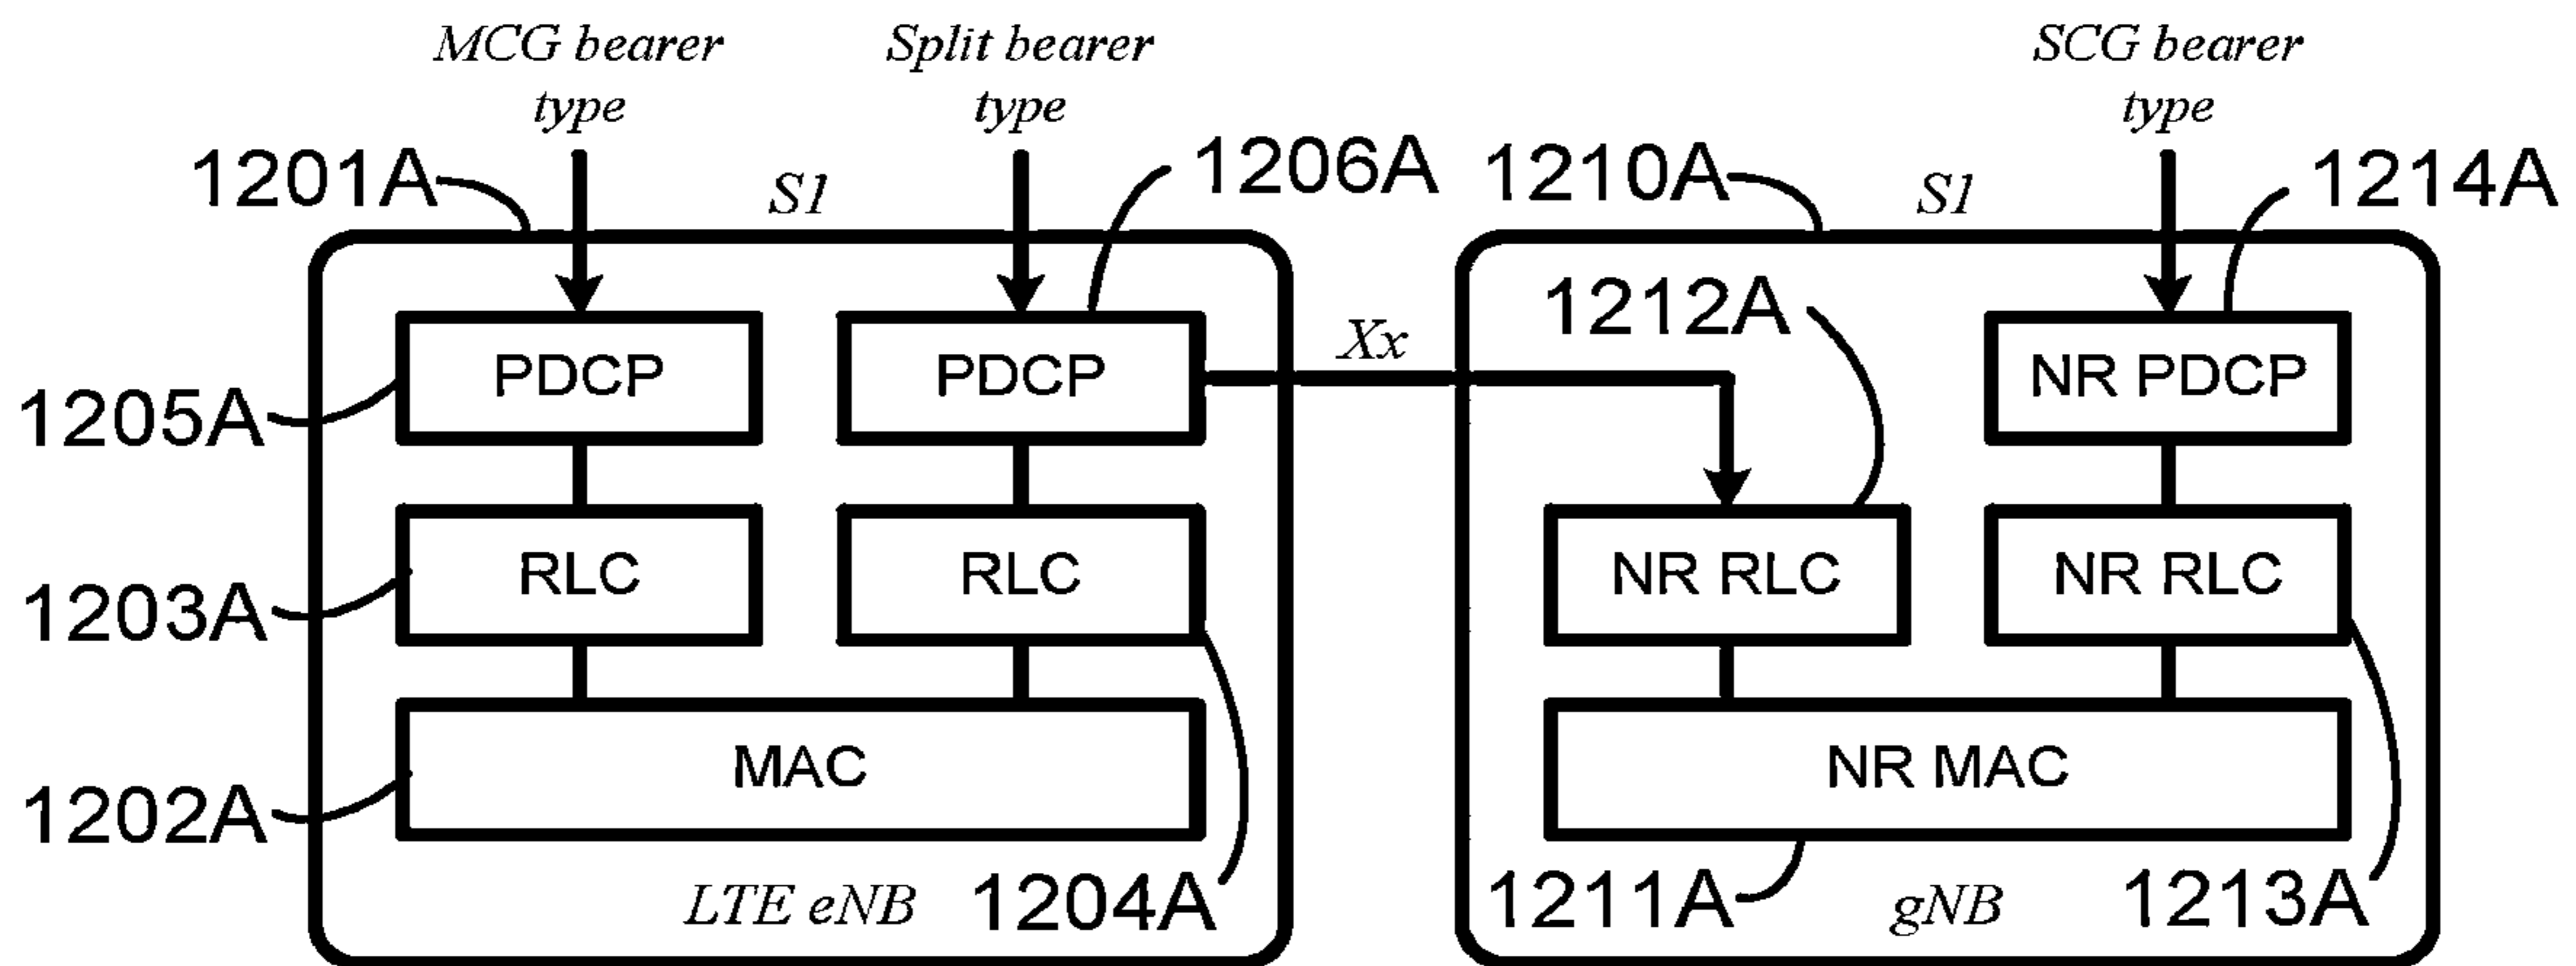 MCG bearer
type
Split bearer
type
SCG bearer
type
1201A
S1
1206A
1210A
S1
1214A
1212A
PDCP
PDCP
Xx
NR PDCP
1205A
RLC
RLC
NR RLC
NR RLC
1203A
MAC
NR MAC
1202A
LTE eNB
1204A
1211A
gNB
1213A